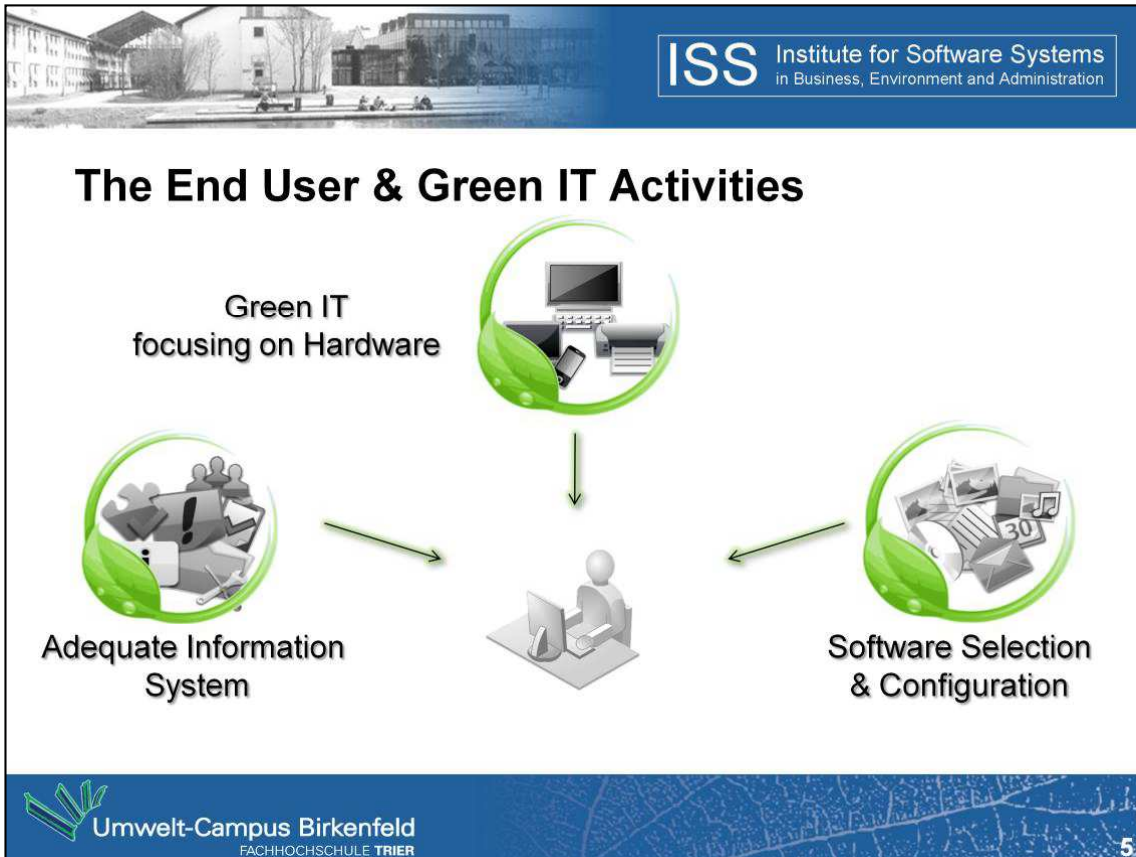 ISS Institute for Software Systems
in Business, Environment and Administration
The End User & Green IT Activities
Green IT
focusing on Hardware
30
Adequate Information
System
Software Selection
& Configuration
Umwelt-Campus Birkenfeld
FACHHOCHSCHULE TRIER
5